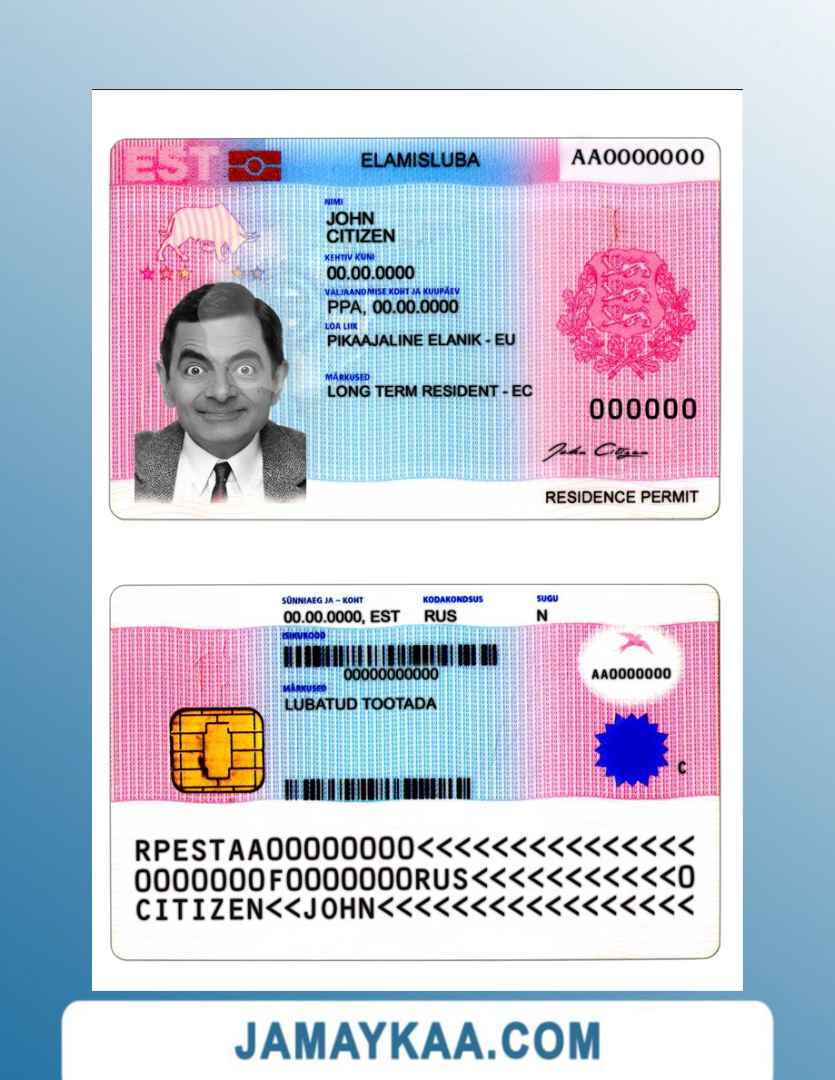 EST
ELAMISLUBA
AA0000000
NIMI
JOHN
CITIZEN
KEHTIV KUNI
00.00.0000
VÄLJAANDMISE KOHT JA KUUPÄEV
PPA, 00.00.0000
LOA LIIK
PIKAAJALINE ELANIK - EU
MÄRKUSED
LONG TERM RESIDENT - EC
000000
John Citizen
RESIDENCE PERMIT
SÜNNIAEG JA – KOHT KODAKONDSUS SUGU
00.00.0000, EST RUS N
ISIKUKOOD
00000000000
AA0000000
MÄRKUSED
LUBATUD TOOTADA
C
RPESTAA00000000<<<<<<<<<<<<<<<
0000000F0000000RUS<<<<<<<<<<<0
CITIZEN<<JOHN<<<<<<<<<<<<<<<<<
JAMAYKAA.COM